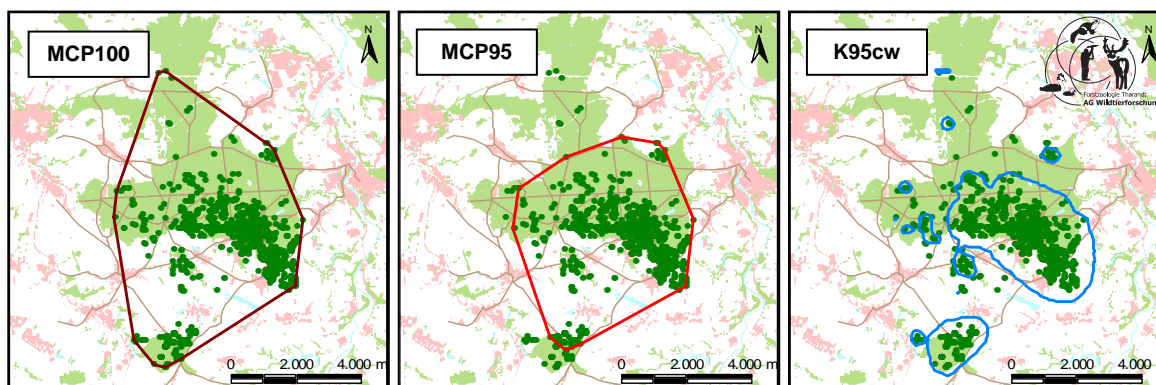 MCP100
N
0 2.000 4.000 m
MCP95
N
0 2.000 4.000 m
K95cw
N
Forstzoologie Tharandt
AG Wildtierforschung
0 2.000 4.000 m